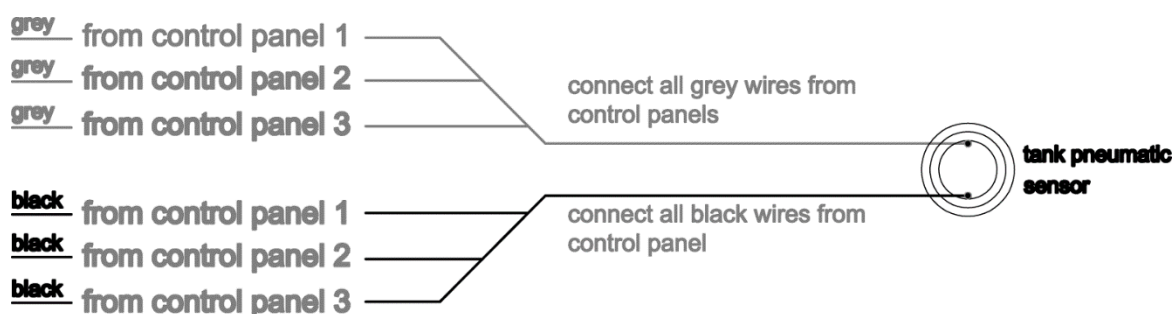 grey from control panel 1
grey from control panel 2
grey from control panel 3
connect all grey wires from
control panels
tank pneumatic
sensor
black from control panel 1
black from control panel 2
black from control panel 3
connect all black wires from
control panel